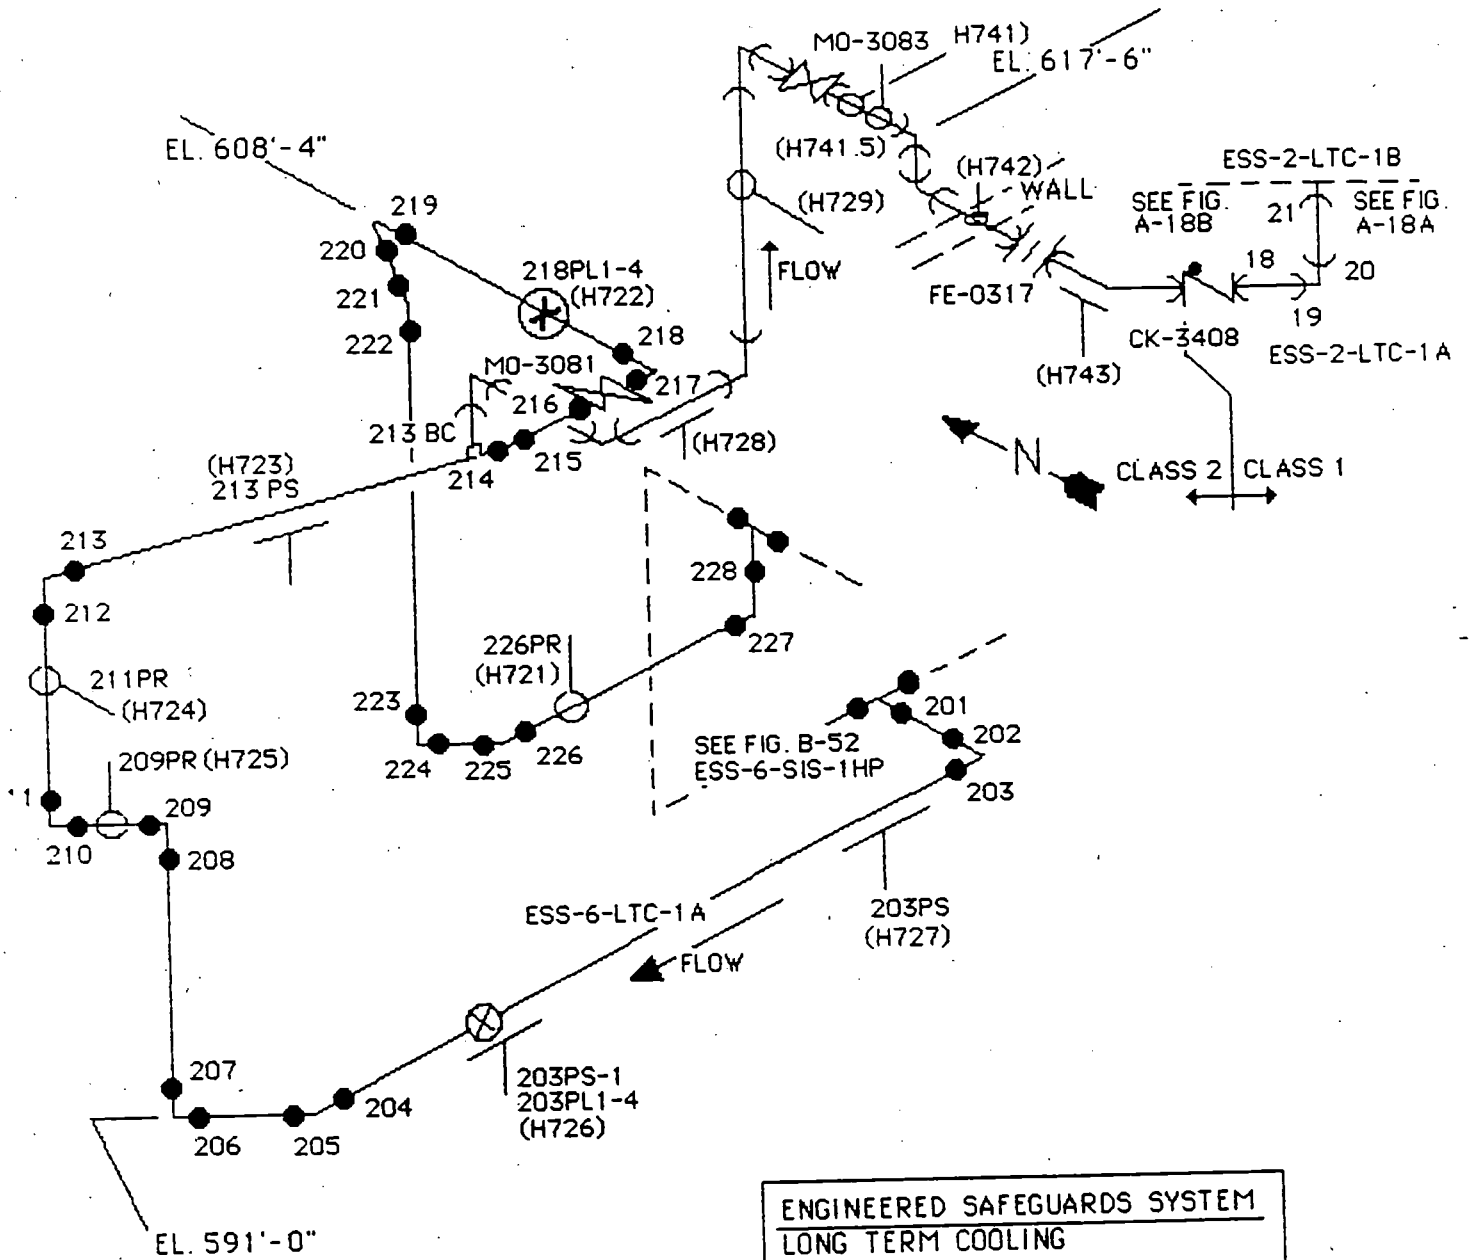 MO-3083
H741)
EL. 617'-6"
EL. 608'-4"
(H741.5)
(H742)
WALL
ESS-2-LTC-1B
SEE FIG.
A-18B
21
SEE FIG.
A-18A
219
220
218PL1-4
(H722)
(H729)
FLOW
FE-0317
18
20
19
221
222
218
CK-3408
ESS-2-LTC-1A
MO-3081
217
(H743)
216
213 BC
215
(H728)
N
CLASS 2
CLASS 1
(H723)
213 PS
214
213
212
228
226PR
(H721)
227
211PR
(H724)
223
201
202
209PR (H725)
224
225
226
SEE FIG. B-52
ESS-6-SIS-1HP
203
11
209
210
208
ESS-6-LTC-1A
203PS
(H727)
FLOW
207
203PS-1
203PL1-4
(H726)
204
206
205
EL. 591'-0"
ENGINEERED SAFEGUARDS SYSTEM
LONG TERM COOLING